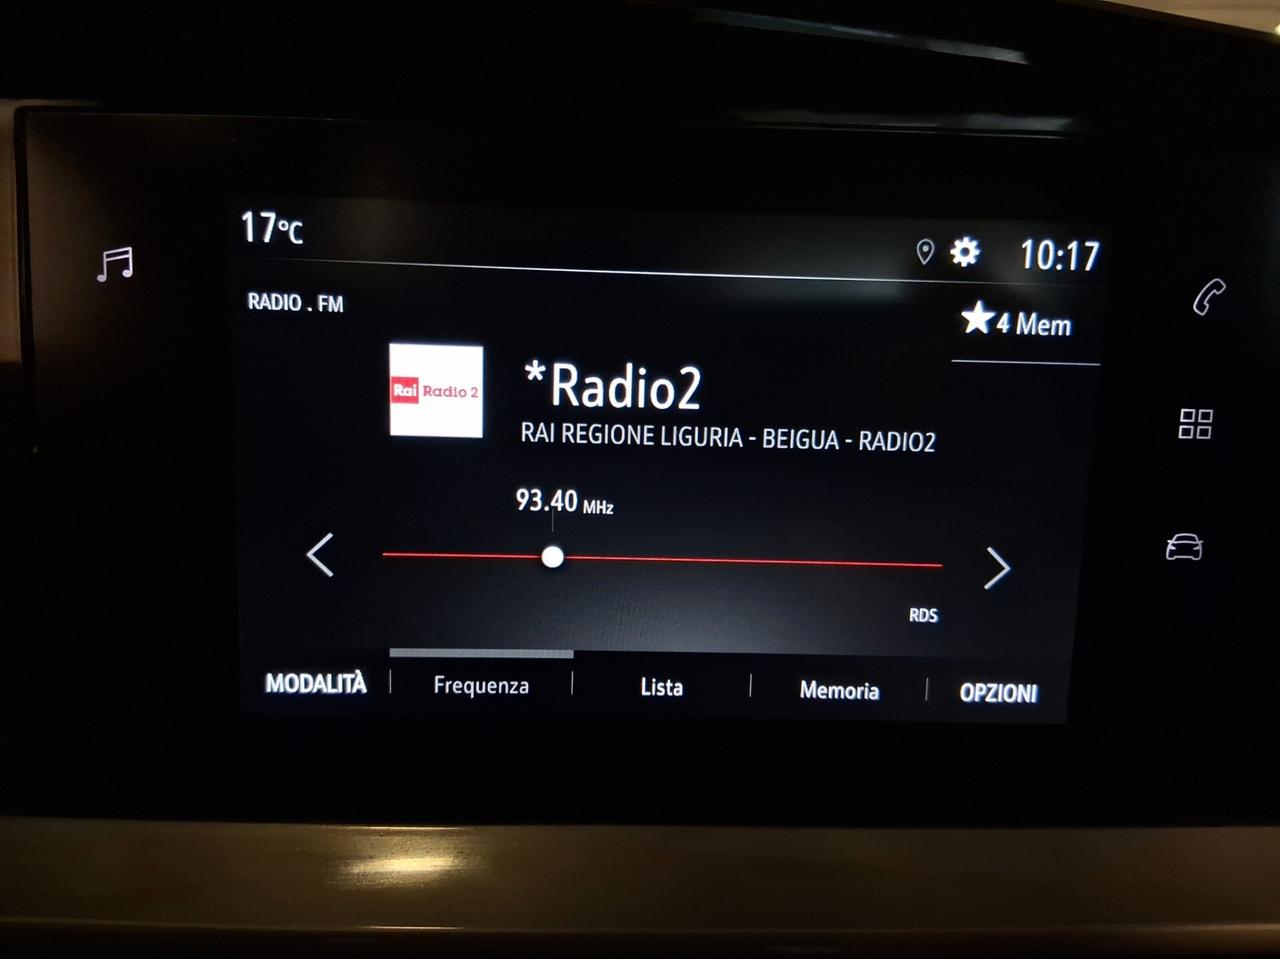 17°C
10:17
RADIO . FM
4 Mem
Rai Radio 2
*Radio2
RAI REGIONE LIGURIA - BEIGUA - RADIO2
93.40 MHz
RDS
MODALITÀ
Frequenza
Lista
Memoria
OPZIONI